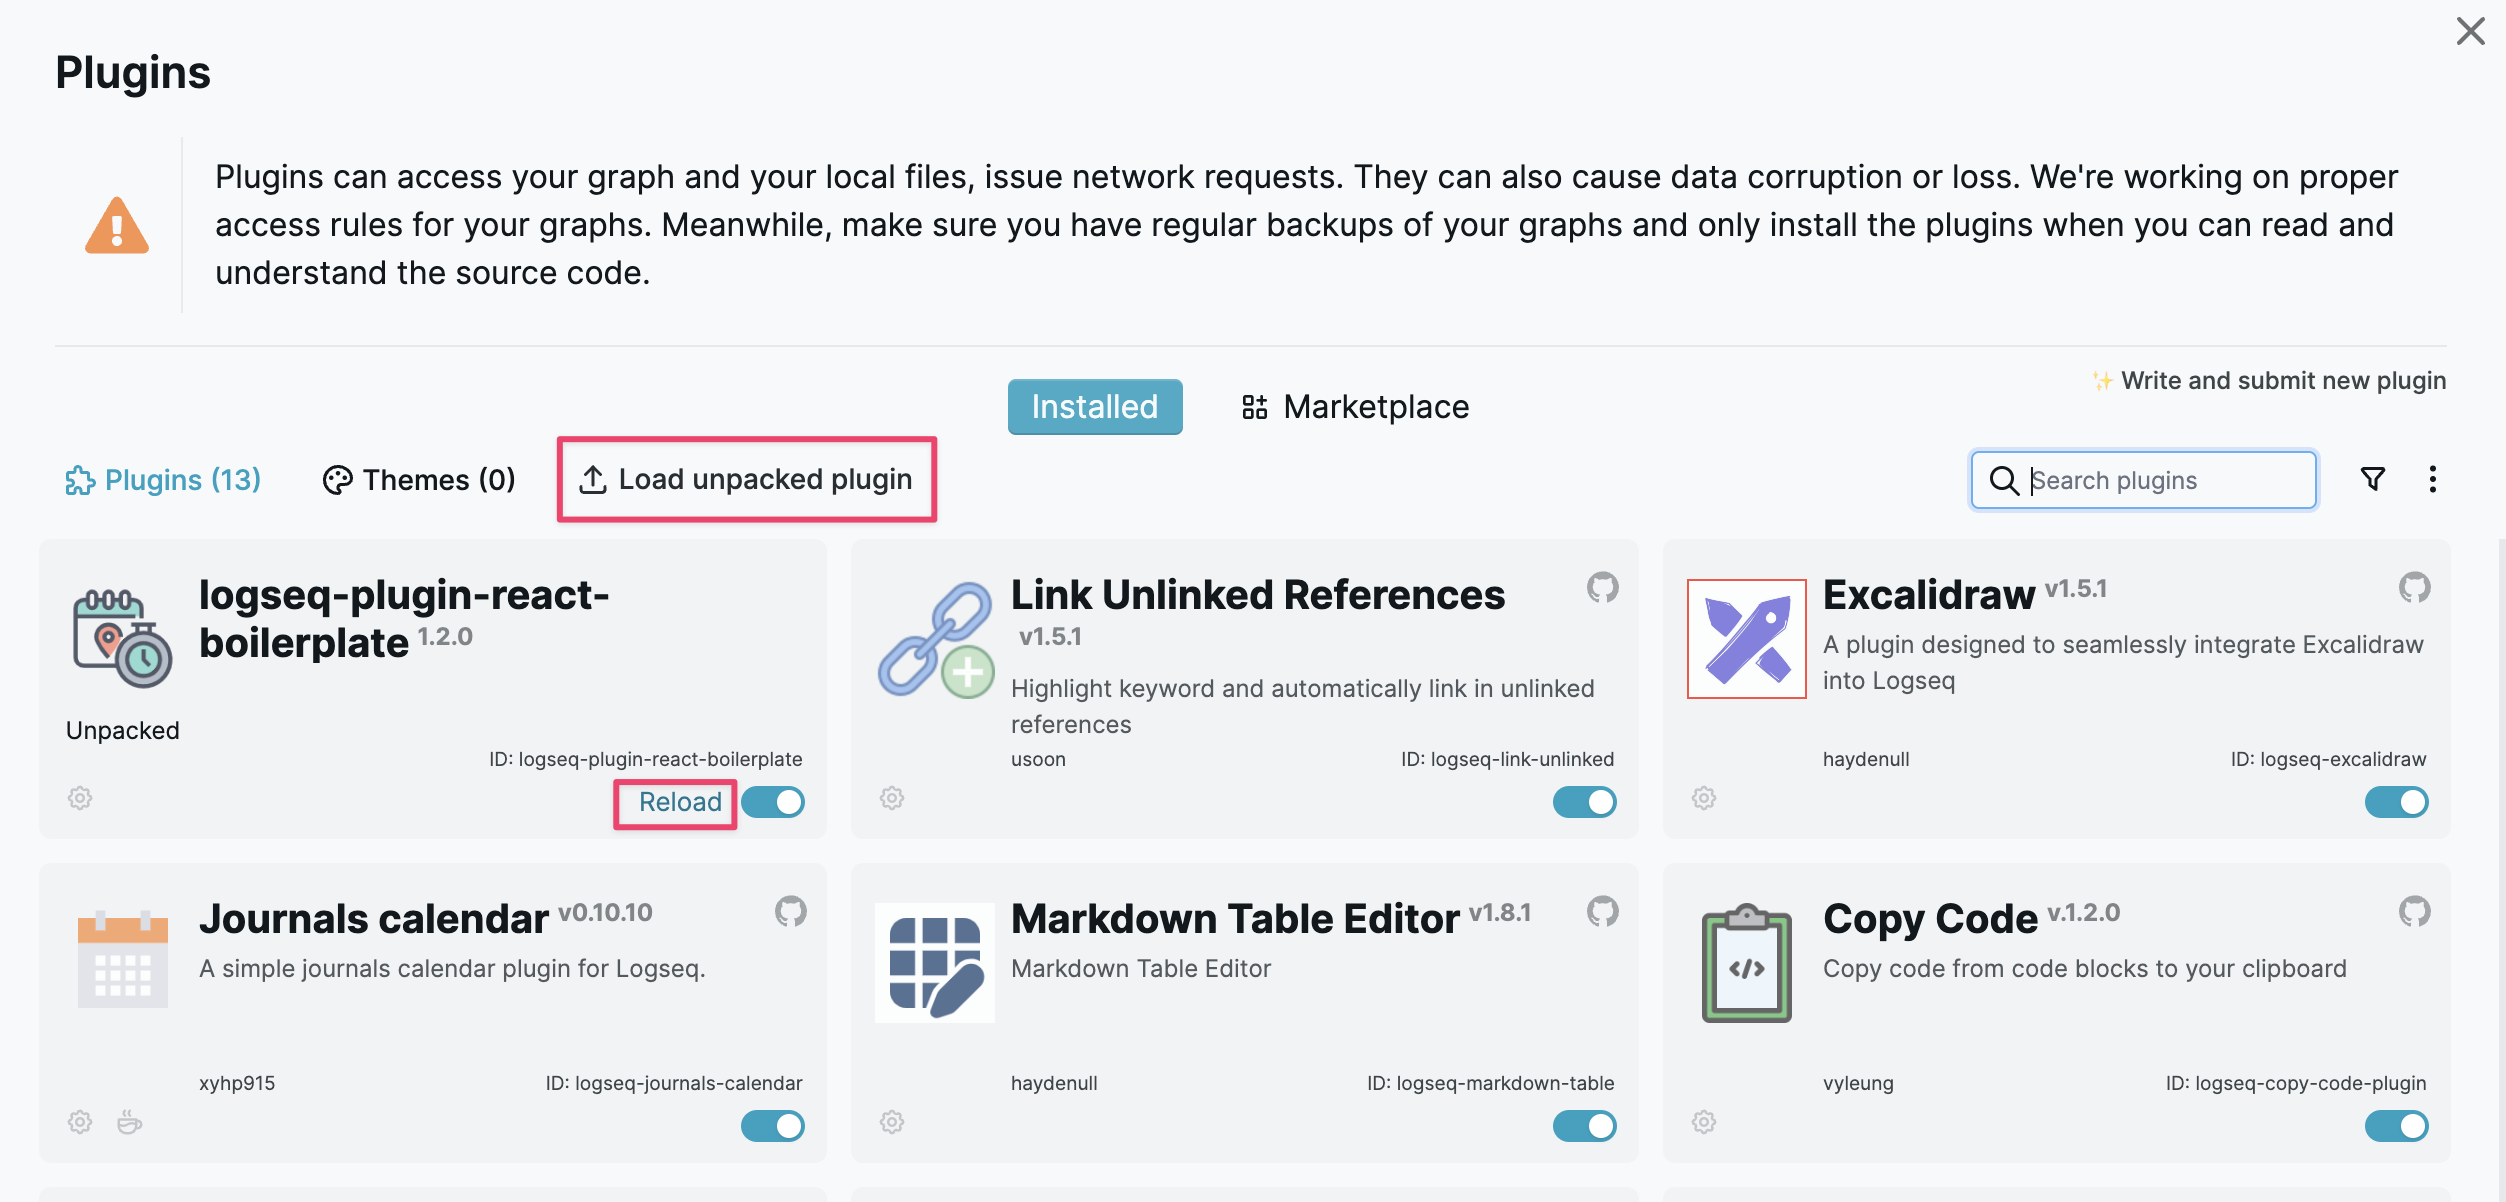 Plugins
Plugins can access your graph and your local files, issue network requests. They can also cause data corruption or loss. We're working on proper
access rules for your graphs. Meanwhile, make sure you have regular backups of your graphs and only install the plugins when you can read and
understand the source code.
✨ Write and submit new plugin
Installed
Marketplace
Plugins (13)
Themes (0)
Load unpacked plugin
Search plugins
logseq-plugin-react-
boilerplate 1.2.0
Unpacked
ID: logseq-plugin-react-boilerplate
Reload
Link Unlinked References
v1.5.1
Highlight keyword and automatically link in unlinked
references
usoon
ID: logseq-link-unlinked
Excalidraw v1.5.1
A plugin designed to seamlessly integrate Excalidraw
into Logseq
haydenull
ID: logseq-excalidraw
Journals calendar v0.10.10
A simple journals calendar plugin for Logseq.
xyhp915
ID: logseq-journals-calendar
Markdown Table Editor v1.8.1
Markdown Table Editor
haydenull
ID: logseq-markdown-table
Copy Code v.1.2.0
</>
Copy code from code blocks to your clipboard
vyleung
ID: logseq-copy-code-plugin